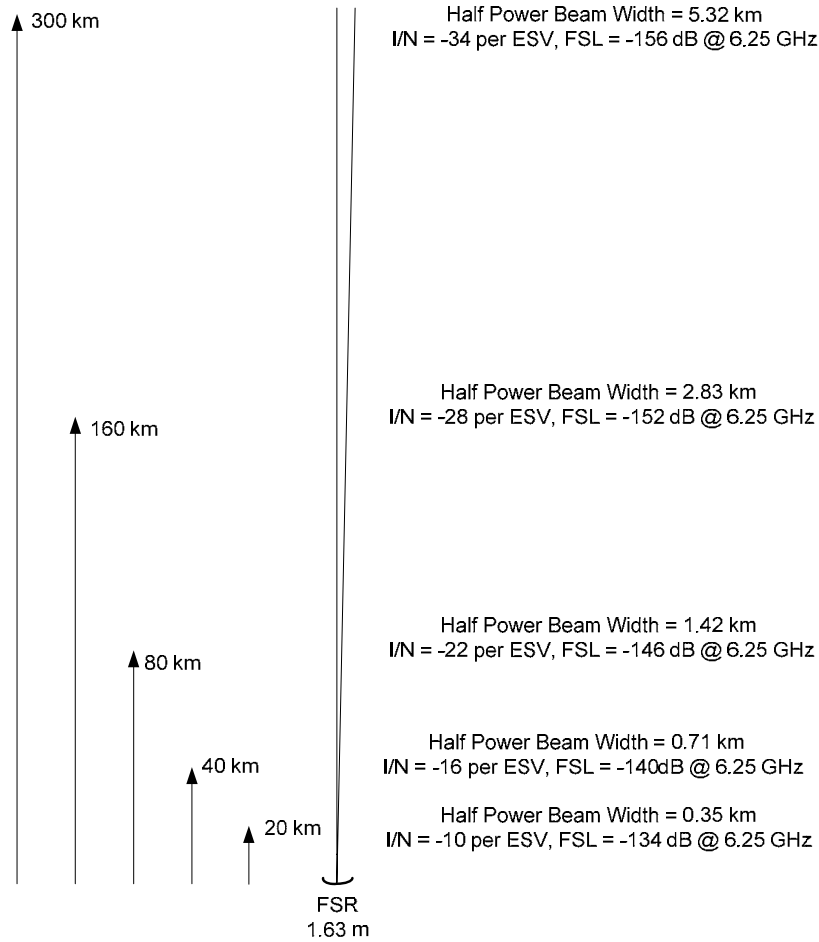 300 km
Half Power Beam Width = 5.32 km
I/N = -34 per ESV, FSL = -156 dB @ 6.25 GHz
160 km
Half Power Beam Width = 2.83 km
I/N = -28 per ESV, FSL = -152 dB @ 6.25 GHz
80 km
Half Power Beam Width = 1.42 km
I/N = -22 per ESV, FSL = -146 dB @ 6.25 GHz
40 km
Half Power Beam Width = 0.71 km
I/N = -16 per ESV, FSL = -140dB @ 6.25 GHz
20 km
Half Power Beam Width = 0.35 km
I/N = -10 per ESV, FSL = -134 dB @ 6.25 GHz
FSR
1.63 m